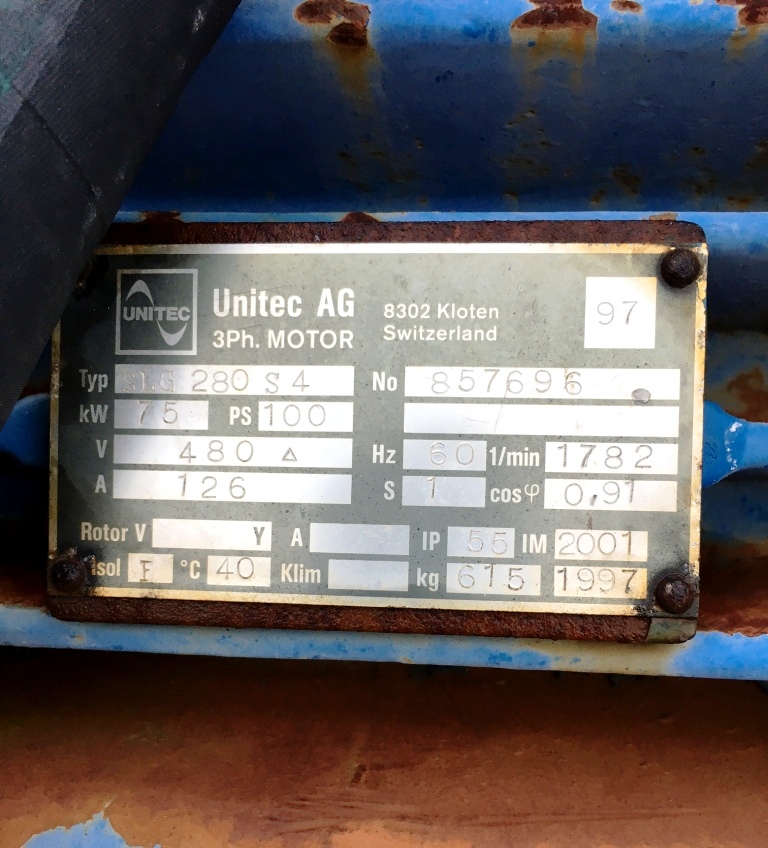 UNITEC
Unitec AG
3Ph. MOTOR
8302 Kloten
Switzerland
97
Typ SLG 280 S 4 No 857696
kW 75 PS 100
V 480 △ Hz 60 1/min 1782
A 126 S 1 cosφ 0,91
Rotor V Y A IP 55 IM 2001
Isol F °C 40 Klim kg 615 1997